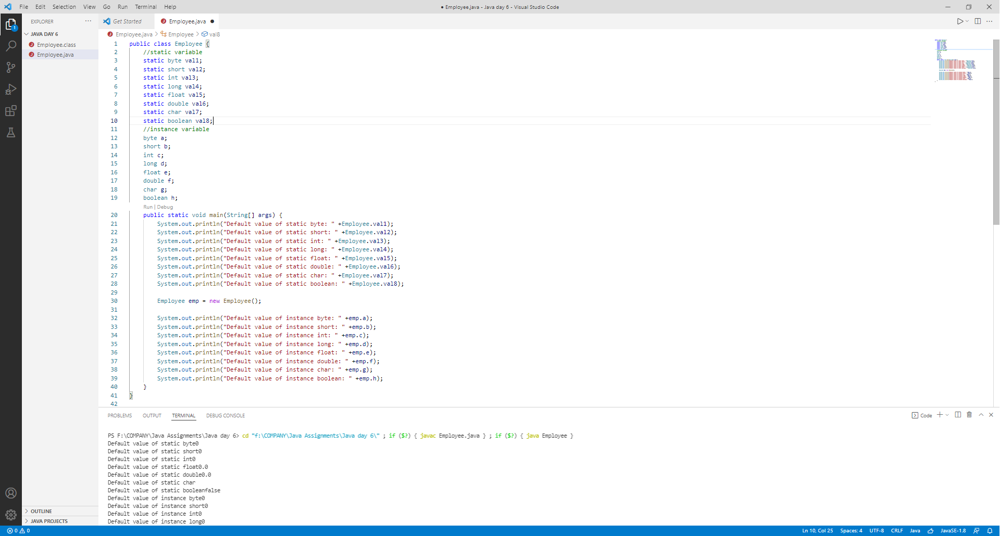 File Edit Selection View Go Run Terminal Help
● Employee.java - Java day 6 - Visual Studio Code
EXPLORER
JAVA DAY 6
Employee.class
Employee.java
OUTLINE
JAVA PROJECTS
1
Get Started
Employee.java ●
Employee.java > Employee > val8
1 public class Employee {
2 //static variable
3 static byte val1;
4 static short val2;
5 static int val3;
6 static long val4;
7 static float val5;
8 static double val6;
9 static char val7;
10 static boolean val8;
11 //instance variable
12 byte a;
13 short b;
14 int c;
15 long d;
16 float e;
17 double f;
18 char g;
19 boolean h;
Run | Debug
20 public static void main(String[] args) {
21 System.out.println("Default value of static byte: " +Employee.val1);
22 System.out.println("Default value of static short: " +Employee.val2);
23 System.out.println("Default value of static int: " +Employee.val3);
24 System.out.println("Default value of static long: " +Employee.val4);
25 System.out.println("Default value of static float: " +Employee.val5);
26 System.out.println("Default value of static double: " +Employee.val6);
27 System.out.println("Default value of static char: " +Employee.val7);
28 System.out.println("Default value of static boolean: " +Employee.val8);
29
30 Employee emp = new Employee();
31
32 System.out.println("Default value of instance byte: " +emp.a);
33 System.out.println("Default value of instance short: " +emp.b);
34 System.out.println("Default value of instance int: " +emp.c);
35 System.out.println("Default value of instance long: " +emp.d);
36 System.out.println("Default value of instance float: " +emp.e);
37 System.out.println("Default value of instance double: " +emp.f);
38 System.out.println("Default value of instance char: " +emp.g);
39 System.out.println("Default value of instance boolean: " +emp.h);
40 }
41 }
42
PROBLEMS OUTPUT TERMINAL DEBUG CONSOLE
Code
PS F:\COMPANY\Java Assignments\Java day 6> cd "f:\COMPANY\Java Assignments\Java day 6\" ; if ($?) { javac Employee.java } ; if ($?) { java Employee }
Default value of static byte0
Default value of static short0
Default value of static int0
Default value of static float0.0
Default value of static double0.0
Default value of static char
Default value of static booleanfalse
Default value of instance byte0
Default value of instance short0
Default value of instance int0
Default value of instance long0
0 0
Ln 10, Col 25 Spaces: 4 UTF-8 CRLF Java JavaSE-1.8